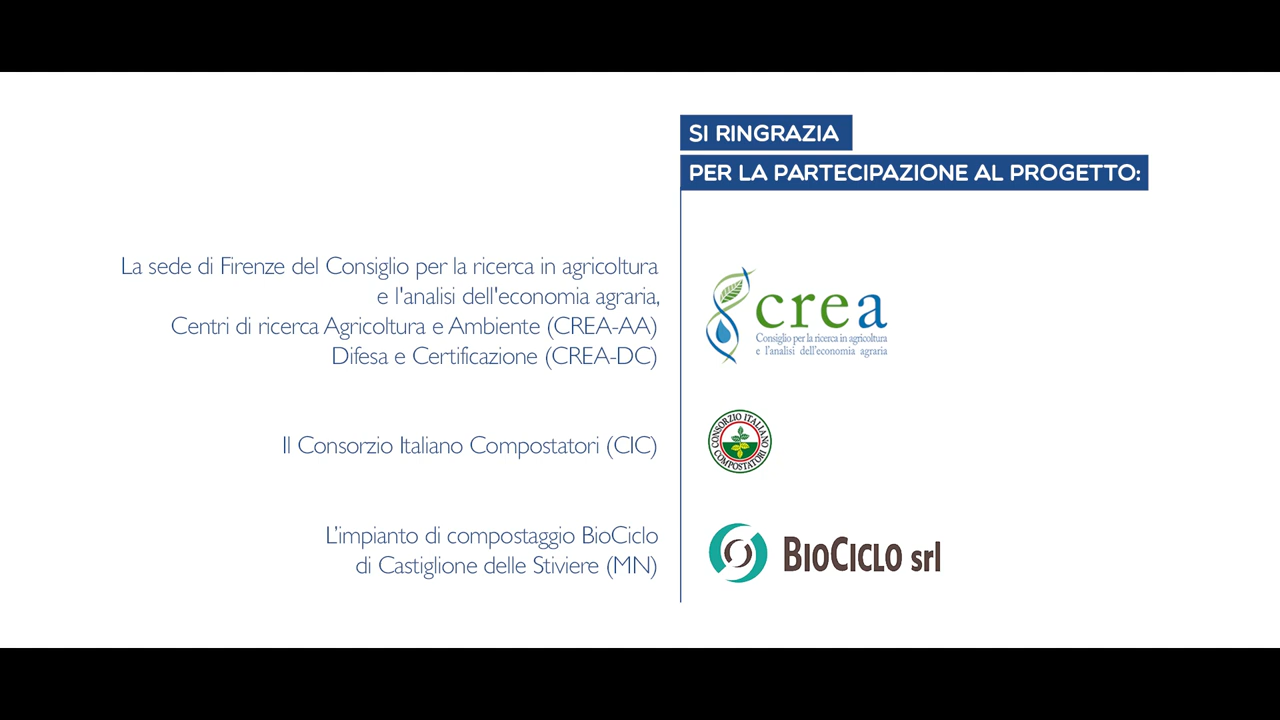 SI RINGRAZIA
PER LA PARTECIPAZIONE AL PROGETTO:
La sede di Firenze del Consiglio per la ricerca in agricoltura
e l'analisi dell'economia agraria,
Centri di ricerca Agricoltura e Ambiente (CREA-AA)
Difesa e Certificazione (CREA-DC)
crea
Consiglio per la ricerca in agricoltura
e l'analisi dell'economia agraria
Il Consorzio Italiano Compostatori (CIC)
CONSORZIO ITALIANO
COMPOSTATORI
L'impianto di compostaggio BioCiclo
di Castiglione delle Stiviere (MN)
BIOCICLO srl